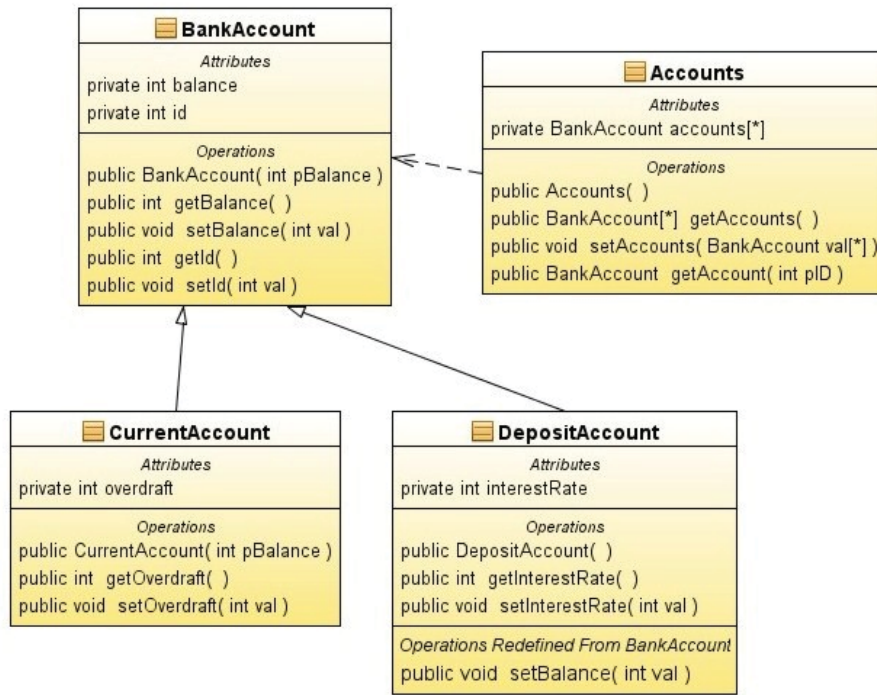 BankAccount
Attributes
private int balance
private int id
Operations
public BankAccount( int pBalance )
public int getBalance( )
public void setBalance( int val )
public int getId( )
public void setId( int val )
Accounts
Attributes
private BankAccount accounts[*]
Operations
public Accounts( )
public BankAccount[*] getAccounts( )
public void setAccounts( BankAccount val[*] )
public BankAccount getAccount( int pID )
CurrentAccount
Attributes
private int overdraft
Operations
public CurrentAccount( int pBalance )
public int getOverdraft( )
public void setOverdraft( int val )
DepositAccount
Attributes
private int interestRate
Operations
public DepositAccount( )
public int getInterestRate( )
public void setInterestRate( int val )
Operations Redefined From BankAccount
public void setBalance( int val )